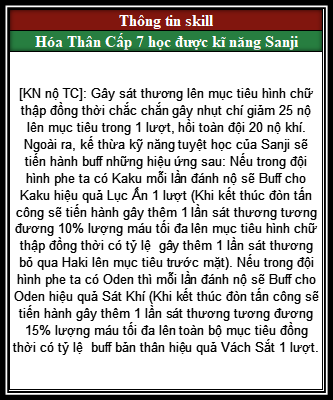 Thông tin skill
Hóa Thân Cấp 7 học được kĩ năng Sanji
[KN nộ TC]: Gây sát thương lên mục tiêu hình chữ
thập đồng thời chắc chắn gây nhụt chí giảm 25 nộ
lên mục tiêu trong 1 lượt, hồi toàn đội 20 nộ khí.
Ngoài ra, kế thừa kỹ năng tuyệt học của Sanji sẽ
tiến hành buff những hiệu ứng sau: Nếu trong đội
hình phe ta có Kaku mỗi lần đánh nộ sẽ Buff cho
Kaku hiệu quả Lục Ấn 1 lượt (Khi kết thúc đòn tấn
công sẽ tiến hành gây thêm 1 lần sát thương tương
đương 10% lượng máu tối đa lên mục tiêu hình chữ
thập đồng thời có tỷ lệ gây thêm 1 lần sát thương
bỏ qua Haki lên mục tiêu trước mặt). Nếu trong đội
hình phe ta có Oden thì mỗi lần đánh nộ sẽ Buff cho
Oden hiệu quả Sát Khí (Khi kết thúc đòn tấn công sẽ
tiến hành gây thêm 1 lần sát thương tương đương
15% lượng máu tối đa lên toàn bộ mục tiêu đồng
thời có tỷ lệ buff bản thân hiệu quả Vách Sắt 1 lượt.